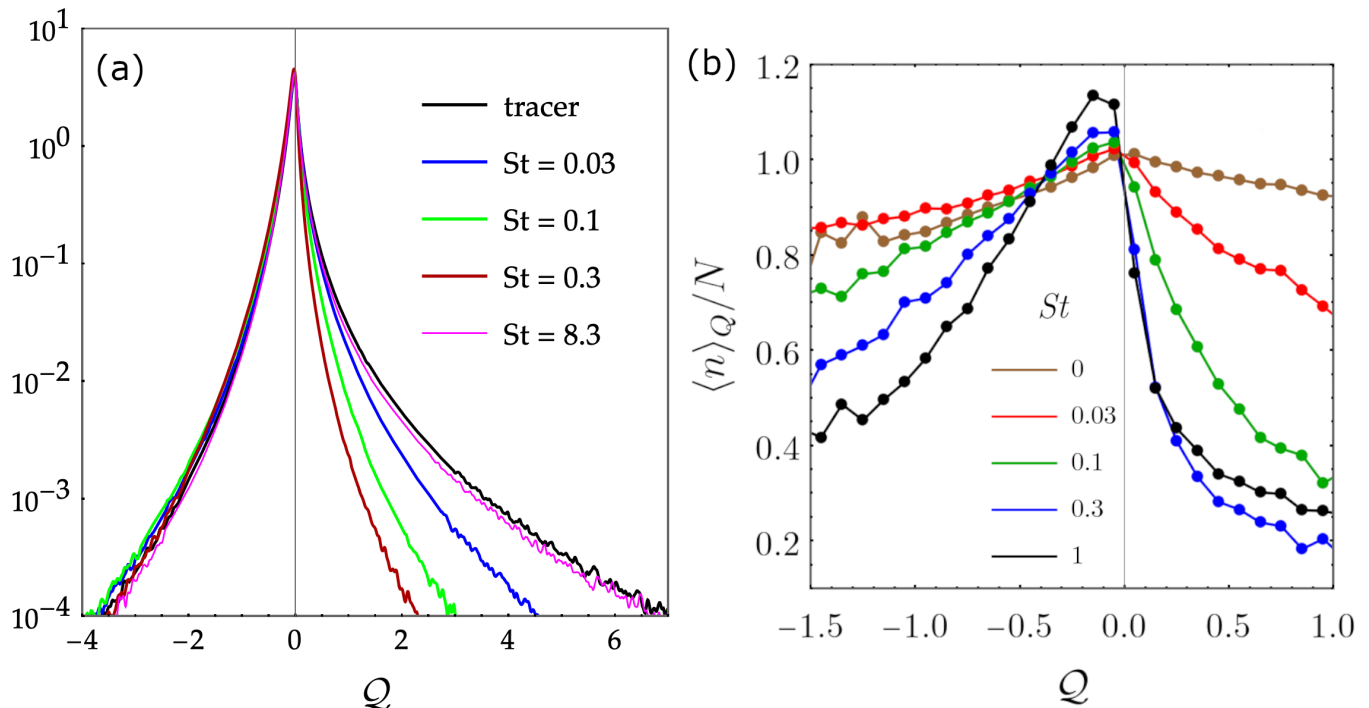 (a)
10^1
10^0
10^-1
10^-2
10^-3
10^-4
tracer
St = 0.03
St = 0.1
St = 0.3
St = 8.3
-4
-2
0
2
4
6
𝒬
(b)
⟨n⟩_Q/N
1.2
1.0
0.8
0.6
0.4
0.2
St
0
0.03
0.1
0.3
1
-1.5
-1.0
-0.5
0.0
0.5
1.0
𝒬